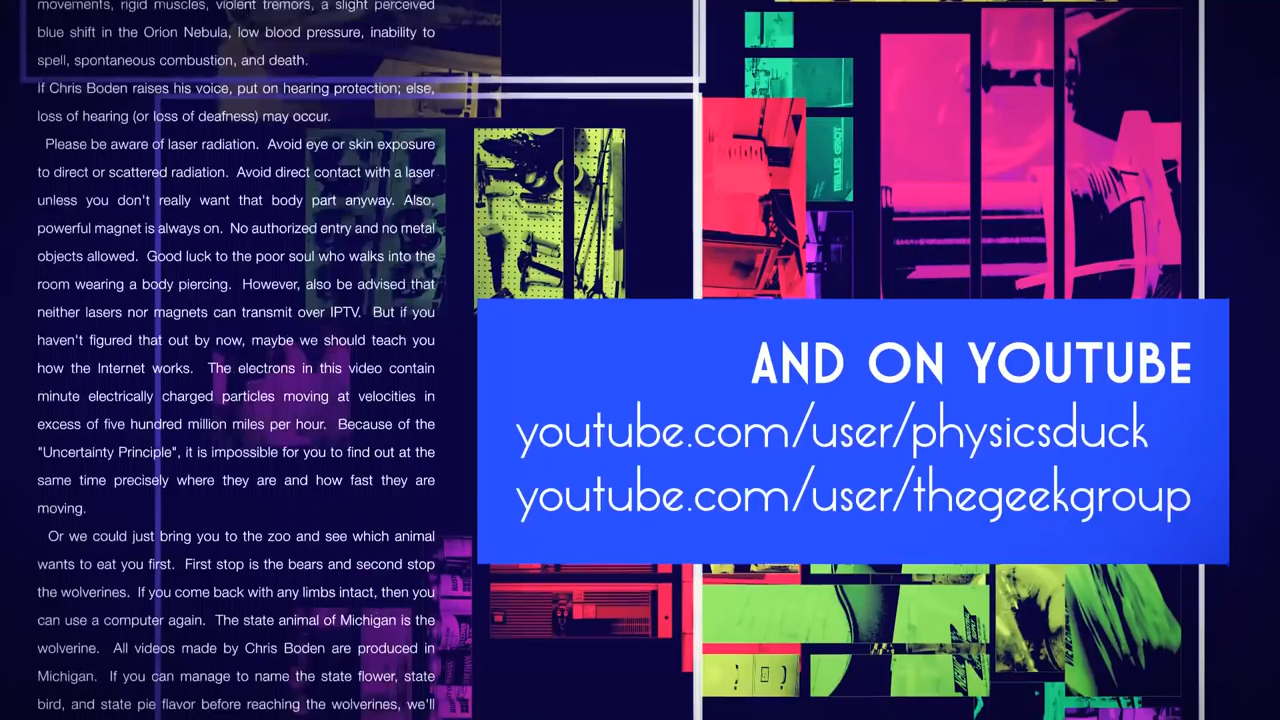 movements, rigid muscles, violent tremors, a slight perceived
blue shift in the Orion Nebula, low blood pressure, inability to
spell, spontaneous combustion, and death.
If Chris Boden raises his voice, put on hearing protection; else,
loss of hearing (or loss of deafness) may occur.
Please be aware of laser radiation. Avoid eye or skin exposure
to direct or scattered radiation. Avoid direct contact with a laser
unless you don't really want that body part anyway. Also,
powerful magnet is always on. No authorized entry and no metal
objects allowed. Good luck to the poor soul who walks into the
room wearing a body piercing. However, also be advised that
neither lasers nor magnets can transmit over IPTV. But if you
haven't figured that out by now, maybe we should teach you
how the Internet works. The electrons in this video contain
minute electrically charged particles moving at velocities in
excess of five hundred million miles per hour. Because of the
"Uncertainty Principle", it is impossible for you to find out at the
same time precisely where they are and how fast they are
moving.
Or we could just bring you to the zoo and see which animal
wants to eat you first. First stop is the bears and second stop
the wolverines. If you come back with any limbs intact, then you
can use a computer again. The state animal of Michigan is the
wolverine. All videos made by Chris Boden are produced in
Michigan. If you can manage to name the state flower, state
bird, and state pie flavor before reaching the wolverines, we'll
AND ON YOUTUBE
youtube.com/user/physicsduck
youtube.com/user/thegeekgroup